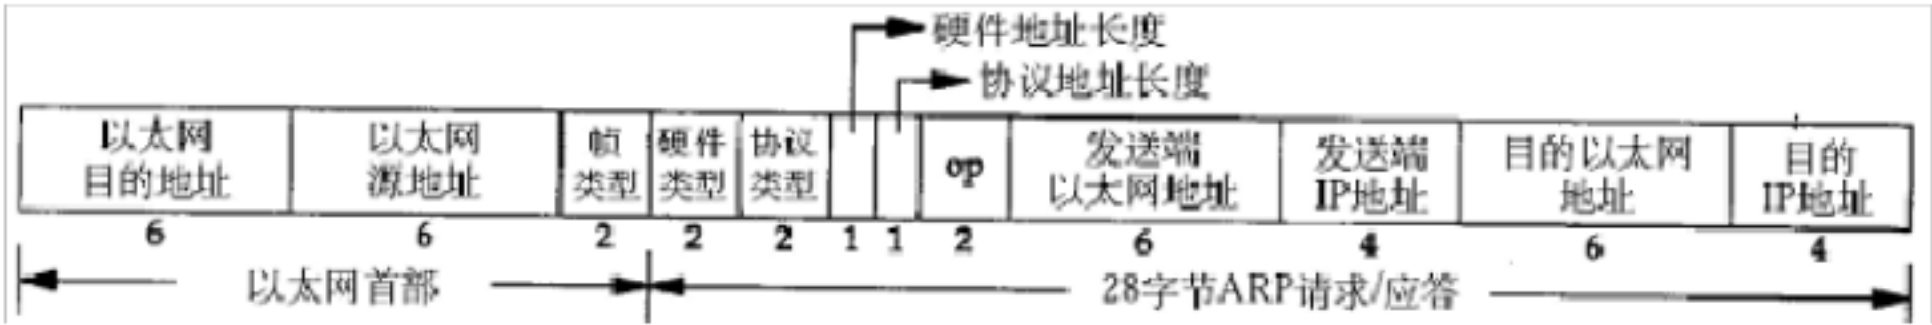 硬件地址长度
协议地址长度
以太网
目的地址
以太网
源地址
帧
类型
硬件
类型
协议
类型
op
发送端
以太网地址
发送端
IP地址
目的以太网
地址
目的
IP地址
6
6
2
2
2
1
1
2
6
4
6
4
以太网首部
28字节ARP请求/应答